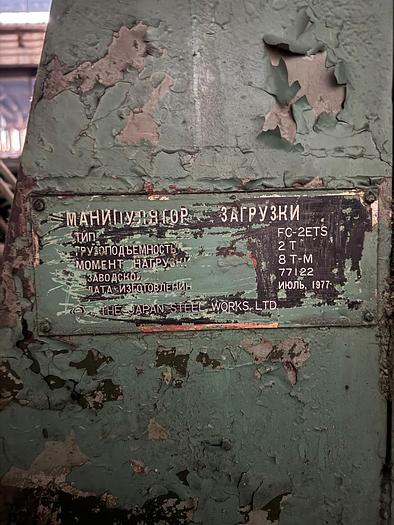 МАНИПУЛЯТОР ЗАГРУЗКИ
ТИП FC-2ETS
ГРУЗОПОДЪЕМНОСТЬ 2 T
МОМЕНТ НАГРУЗКИ 8 T-M
ЗАВОДСКОЙ 77122
ДАТА ИЗГОТОВЛЕНИЯ ИЮЛЬ, 1977
THE JAPAN STEEL WORKS, LTD.